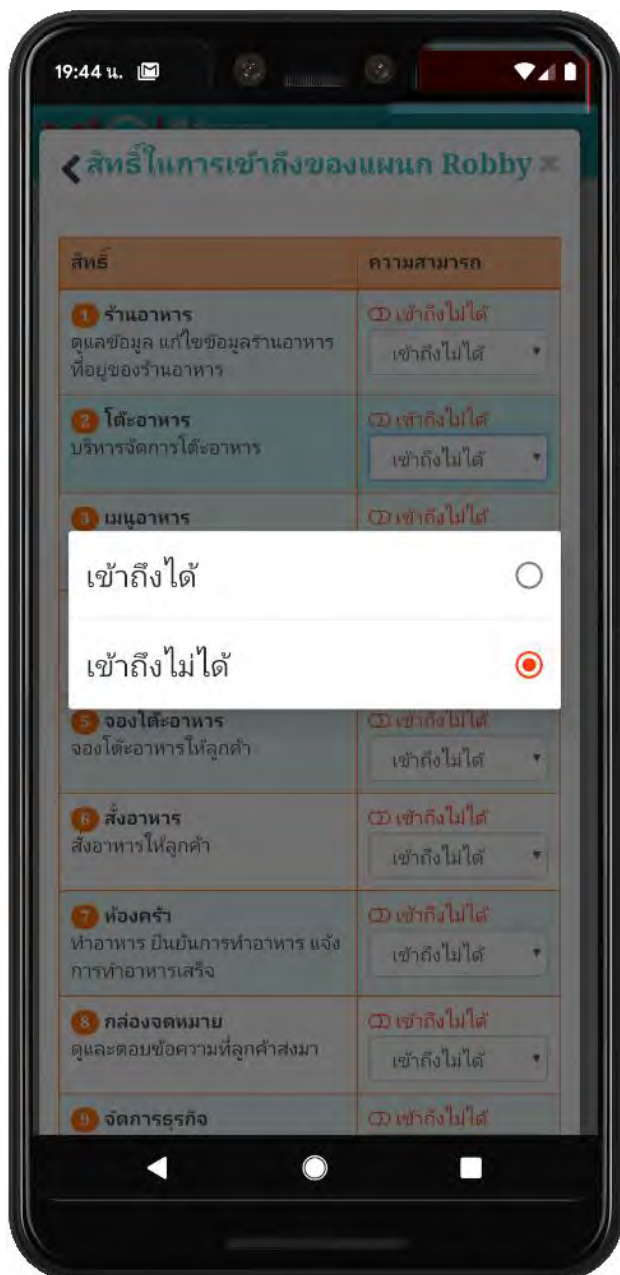 19:44 น.
สิทธิ์ในการเข้าถึงของแผนก Robby ×
สิทธิ์ ความสามารถ
1 ร้านอาหาร
ดูแลข้อมูล แก้ไขข้อมูลร้านอาหาร
ที่อยู่ของร้านอาหาร
เข้าถึงไม่ได้
เข้าถึงไม่ได้
2 โต๊ะอาหาร
บริหารจัดการโต๊ะอาหาร
เข้าถึงไม่ได้
เข้าถึงไม่ได้
3 เมนูอาหาร
เข้าถึงไม่ได้
เข้าถึงได้
เข้าถึงไม่ได้
5 จองโต๊ะอาหาร
จองโต๊ะอาหารให้ลูกค้า
เข้าถึงไม่ได้
เข้าถึงไม่ได้
6 สั่งอาหาร
สั่งอาหารให้ลูกค้า
เข้าถึงไม่ได้
เข้าถึงไม่ได้
7 ห้องครัว
ทำอาหาร ยืนยันการทำอาหาร แจ้ง
การทำอาหารเสร็จ
เข้าถึงไม่ได้
เข้าถึงไม่ได้
8 กล่องจดหมาย
ดูและตอบข้อความที่ลูกค้าส่งมา
เข้าถึงไม่ได้
เข้าถึงไม่ได้
9 จัดการธุรกิจ
เข้าถึงไม่ได้